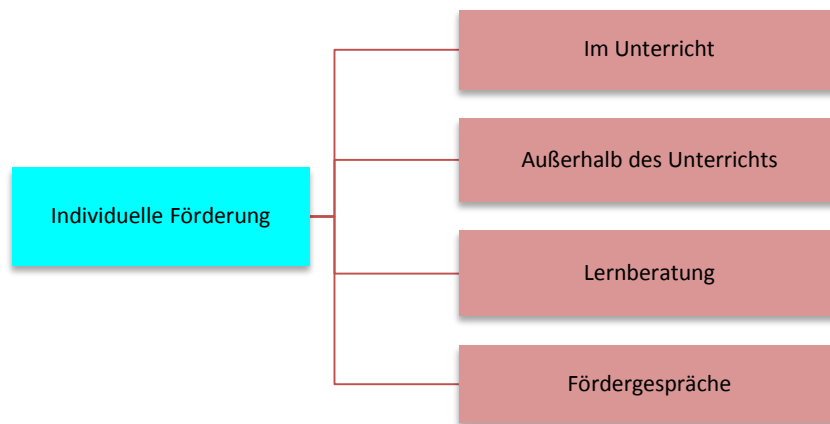 Im Unterricht
Außerhalb des Unterrichts
Individuelle Förderung
Lernberatung
Fördergespräche